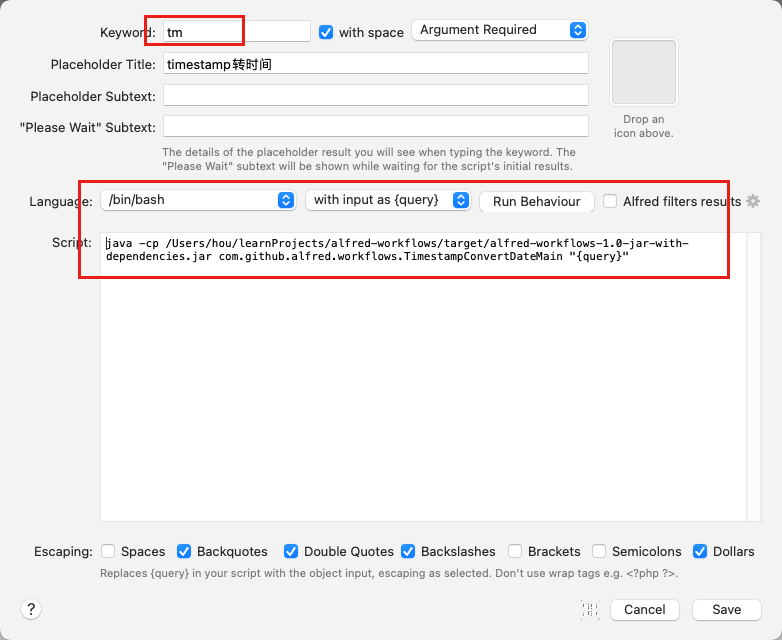 Keyword: tm with space Argument Required
Placeholder Title: timestamp转时间
Placeholder Subtext:
"Please Wait" Subtext:
Drop an
icon above.
The details of the placeholder result you will see when typing the keyword. The
"Please Wait" subtext will be shown while waiting for the script's initial results.
Language: /bin/bash with input as {query} Run Behaviour Alfred filters results
Script: java -cp /Users/hou/learnProjects/alfred-workflows/target/alfred-workflows-1.0-jar-with-
dependencies.jar com.github.alfred.workflows.TimestampConvertDateMain "{query}"
Escaping: Spaces Backquotes Double Quotes Backslashes Brackets Semicolons Dollars
Replaces {query} in your script with the object input, escaping as selected. Don't use wrap tags e.g. <?php ?>.
? Cancel Save